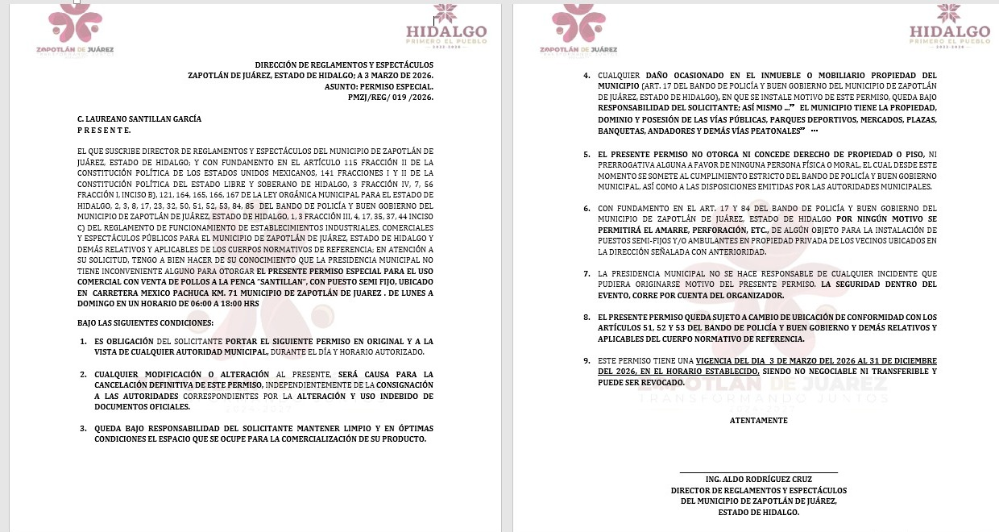 ZAPOTLÁN DE JUÁREZ
HIDALGO
PRIMERO EL PUEBLO
2022-2028
DIRECCIÓN DE REGLAMENTOS Y ESPECTÁCULOS
ZAPOTLÁN DE JUÁREZ, ESTADO DE HIDALGO; A 3 MARZO DE 2026.
ASUNTO: PERMISO ESPECIAL.
PMZJ/REG/ 019 /2026.
C. LAUREANO SANTILLAN GARCÍA
P R E S E N T E.
EL QUE SUSCRIBE DIRECTOR DE REGLAMENTOS Y ESPECTÁCULOS DEL MUNICIPIO DE ZAPOTLÁN DE
JUÁREZ, ESTADO DE HIDALGO; Y CON FUNDAMENTO EN EL ARTÍCULO 115 FRACCIÓN II DE LA
CONSTITUCIÓN POLÍTICA DE LOS ESTADOS UNIDOS MEXICANOS, 141 FRACCIONES I Y II DE LA
CONSTITUCIÓN POLÍTICA DEL ESTADO LIBRE Y SOBERANO DE HIDALGO, 3 FRACCIÓN IV, 7, 56
FRACCIÓN I, INCISO B), 121, 164, 165, 166, 167 DE LA LEY ORGÁNICA MUNICIPAL PARA EL ESTADO DE
HIDALGO, 2, 3, 8, 17, 23, 32, 50, 51, 52, 53, 84, 85 DEL BANDO DE POLICÍA Y BUEN GOBIERNO DEL
MUNICIPIO DE ZAPOTLÁN DE JUÁREZ, ESTADO DE HIDALGO, 1, 3 FRACCIÓN III, 4, 17, 35, 37, 44 INCISO
C) DEL REGLAMENTO DE FUNCIONAMIENTO DE ESTABLECIMIENTOS INDUSTRIALES, COMERCIALES
Y ESPECTÁCULOS PÚBLICOS PARA EL MUNICIPIO DE ZAPOTLÁN DE JUÁREZ, ESTADO DE HIDALGO Y
DEMÁS RELATIVOS Y APLICABLES DE LOS CUERPOS NORMATIVOS DE REFERENCIA; EN ATENCIÓN A
SU SOLICITUD, TENGO A BIEN HACER DE SU CONOCIMIENTO QUE LA PRESIDENCIA MUNICIPAL NO
TIENE INCONVENIENTE ALGUNO PARA OTORGAR EL PRESENTE PERMISO ESPECIAL PARA EL USO
COMERCIAL CON VENTA DE POLLOS A LA PENCA "SANTILLAN", CON PUESTO SEMI FIJO, UBICADO
EN CARRETERA MEXICO PACHUCA KM. 71 MUNICIPIO DE ZAPOTLÁN DE JUAREZ . DE LUNES A
DOMINGO EN UN HORARIO DE 06:00 A 18:00 HRS
BAJO LAS SIGUIENTES CONDICIONES:
1. ES OBLIGACIÓN DEL SOLICITANTE PORTAR EL SIGUIENTE PERMISO EN ORIGINAL Y A LA
VISTA DE CUALQUIER AUTORIDAD MUNICIPAL, DURANTE EL DÍA Y HORARIO AUTORIZADO.
2. CUALQUIER MODIFICACIÓN O ALTERACIÓN AL PRESENTE, SERÁ CAUSA PARA LA
CANCELACIÓN DEFINITIVA DE ESTE PERMISO, INDEPENDIENTEMENTE DE LA CONSIGNACIÓN
A LAS AUTORIDADES CORRESPONDIENTES POR LA ALTERACIÓN Y USO INDEBIDO DE
DOCUMENTOS OFICIALES.
3. QUEDA BAJO RESPONSABILIDAD DEL SOLICITANTE MANTENER LIMPIO Y EN ÓPTIMAS
CONDICIONES EL ESPACIO QUE SE OCUPE PARA LA COMERCIALIZACIÓN DE SU PRODUCTO.
ZAPOTLÁN DE JUÁREZ
HIDALGO
PRIMERO EL PUEBLO
2022-2028
4. CUALQUIER DAÑO OCASIONADO EN EL INMUEBLE O MOBILIARIO PROPIEDAD DEL
MUNICIPIO (ART. 17 DEL BANDO DE POLICÍA Y BUEN GOBIERNO DEL MUNICIPIO DE ZAPOTLÁN
DE JUÁREZ, ESTADO DE HIDALGO), EN QUE SE INSTALE MOTIVO DE ESTE PERMISO, QUEDA BAJO
RESPONSABILIDAD DEL SOLICITANTE; ASÍ MISMO …” EL MUNICIPIO TIENE LA PROPIEDAD,
DOMINIO Y POSESIÓN DE LAS VÍAS PÚBLICAS, PARQUES DEPORTIVOS, MERCADOS, PLAZAS,
BANQUETAS, ANDADORES Y DEMÁS VÍAS PEATONALES” …
5. EL PRESENTE PERMISO NO OTORGA NI CONCEDE DERECHO DE PROPIEDAD O PISO, NI
PRERROGATIVA ALGUNA A FAVOR DE NINGUNA PERSONA FÍSICA O MORAL, EL CUAL DESDE ESTE
MOMENTO SE SOMETE AL CUMPLIMIENTO ESTRICTO DEL BANDO DE POLICÍA Y BUEN GOBIERNO
MUNICIPAL, ASÍ COMO A LAS DISPOSICIONES EMITIDAS POR LAS AUTORIDADES MUNICIPALES.
6. CON FUNDAMENTO EN EL ART. 17 Y 84 DEL BANDO DE POLICÍA Y BUEN GOBIERNO DEL
MUNICIPIO DE ZAPOTLÁN DE JUÁREZ, ESTADO DE HIDALGO POR NINGÚN MOTIVO SE
PERMITIRÁ EL AMARRE, PERFORACIÓN, ETC., DE ALGÚN OBJETO PARA LA INSTALACIÓN DE
PUESTOS SEMI-FIJOS Y/O AMBULANTES EN PROPIEDAD PRIVADA DE LOS VECINOS UBICADOS EN
LA DIRECCIÓN SEÑALADA CON ANTERIORIDAD.
7. LA PRESIDENCIA MUNICIPAL NO SE HACE RESPONSABLE DE CUALQUIER INCIDENTE QUE
PUDIERA ORIGINARSE MOTIVO DEL PRESENTE PERMISO. LA SEGURIDAD DENTRO DEL
EVENTO, CORRE POR CUENTA DEL ORGANIZADOR.
8. EL PRESENTE PERMISO QUEDA SUJETO A CAMBIO DE UBICACIÓN DE CONFORMIDAD CON LOS
ARTÍCULOS 51, 52 Y 53 DEL BANDO DE POLICÍA Y BUEN GOBIERNO Y DEMÁS RELATIVOS Y
APLICABLES DEL CUERPO NORMATIVO DE REFERENCIA.
9. ESTE PERMISO TIENE UNA VIGENCIA DEL DIA 3 DE MARZO DEL 2026 AL 31 DE DICIEMBRE
DEL 2026, EN EL HORARIO ESTABLECIDO, SIENDO NO NEGOCIABLE NI TRANSFERIBLE Y
PUEDE SER REVOCADO.
ZAPOTLÁN DE JUÁREZ
TRANSFORMANDO JUNTOS
ATENTAMENTE
ING. ALDO RODRÍGUEZ CRUZ
DIRECTOR DE REGLAMENTOS Y ESPECTÁCULOS
DEL MUNICIPIO DE ZAPOTLÁN DE JUÁREZ,
ESTADO DE HIDALGO.